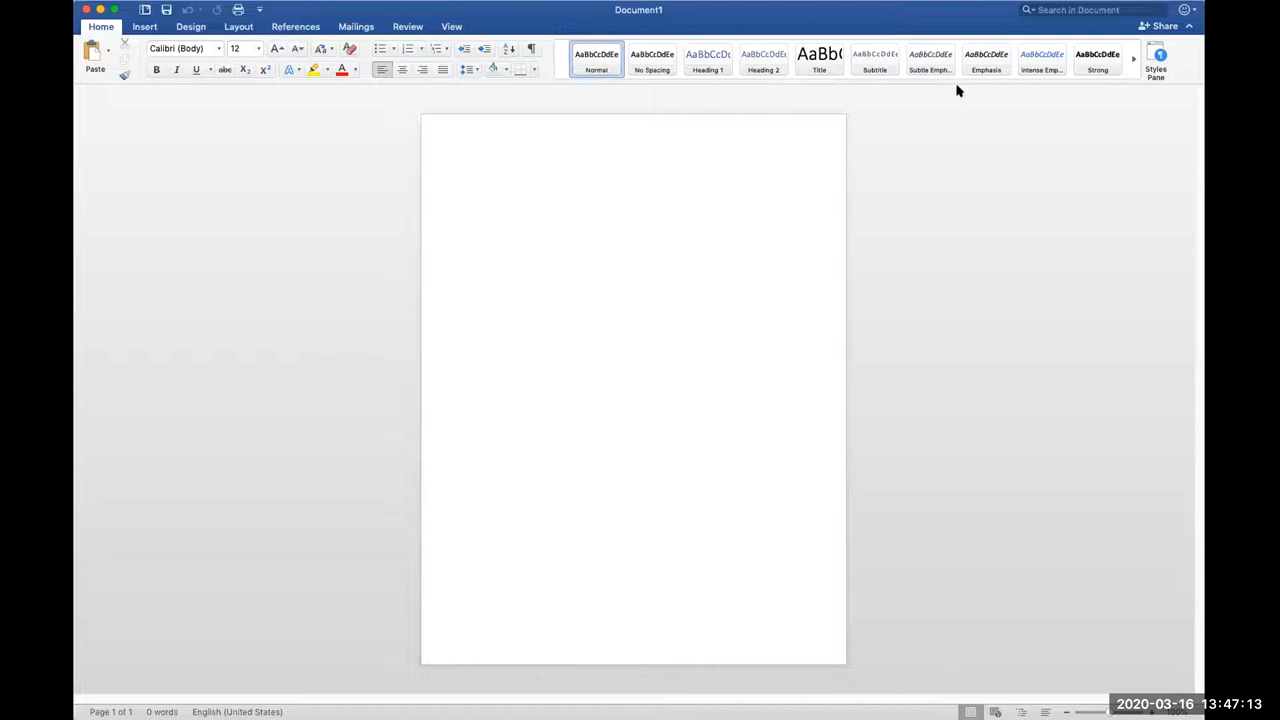 Document1
Search in Document
Home Insert Design Layout References Mailings Review View
Share
Paste
Calibri (Body) 12
AaBbCcDdEe AaBbCcDdEe AaBbCcDc AaBbCcDdEe AaBb( AaBbCcDdEe AaBbCcDdEe AaBbCcDdEe AaBbCcDdEe AaBbCcDdEe
Normal No Spacing Heading 1 Heading 2 Title Subtitle Subtle Emph... Emphasis Intense Emp... Strong
Styles
Pane
B I U abc X2 X2 A A
Page 1 of 1 0 words English (United States)
2020-03-16 13:47:13